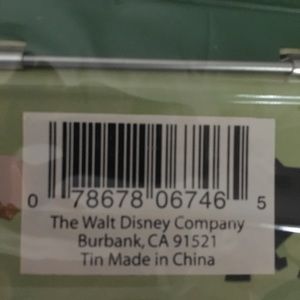 0 78678 06746 5
The Walt Disney Company
Burbank, CA 91521
Tin Made in China